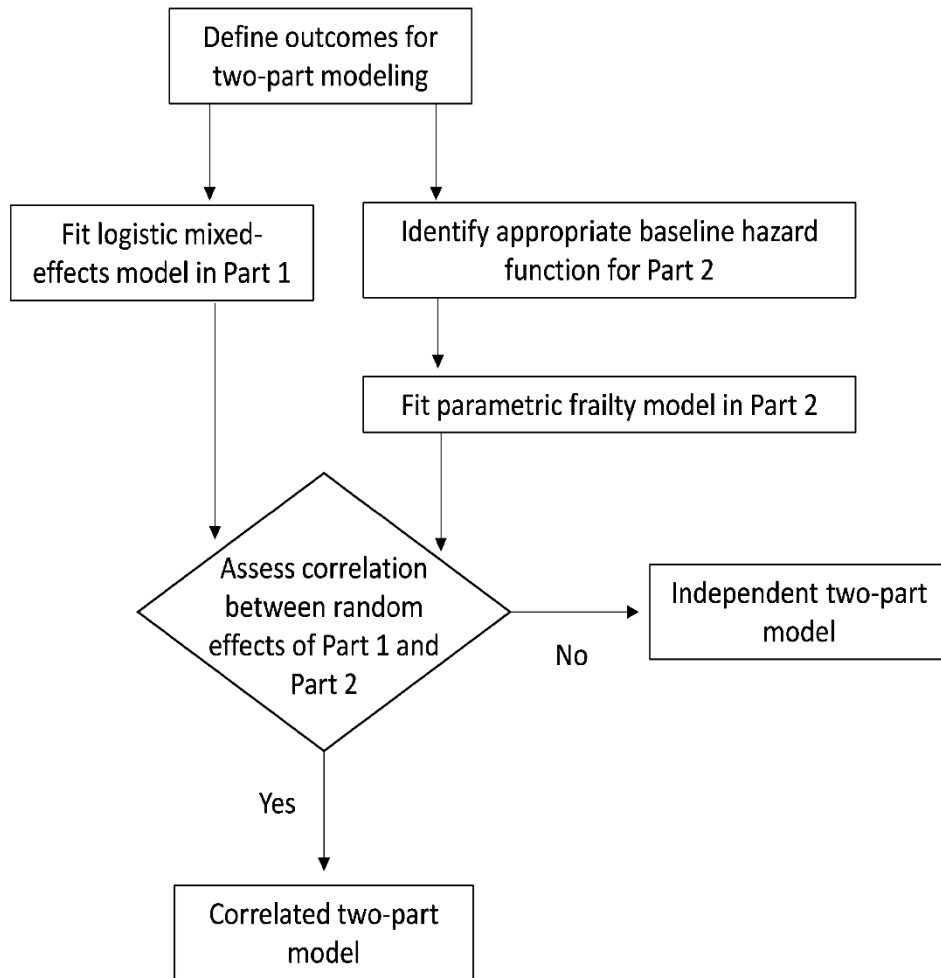 Define outcomes for
two-part modeling
Fit logistic mixed-
effects model in Part 1
Identify appropriate baseline hazard
function for Part 2
Fit parametric frailty model in Part 2
Assess correlation
between random
effects of Part 1 and
Part 2
No
Independent two-part
model
Yes
Correlated two-part
model